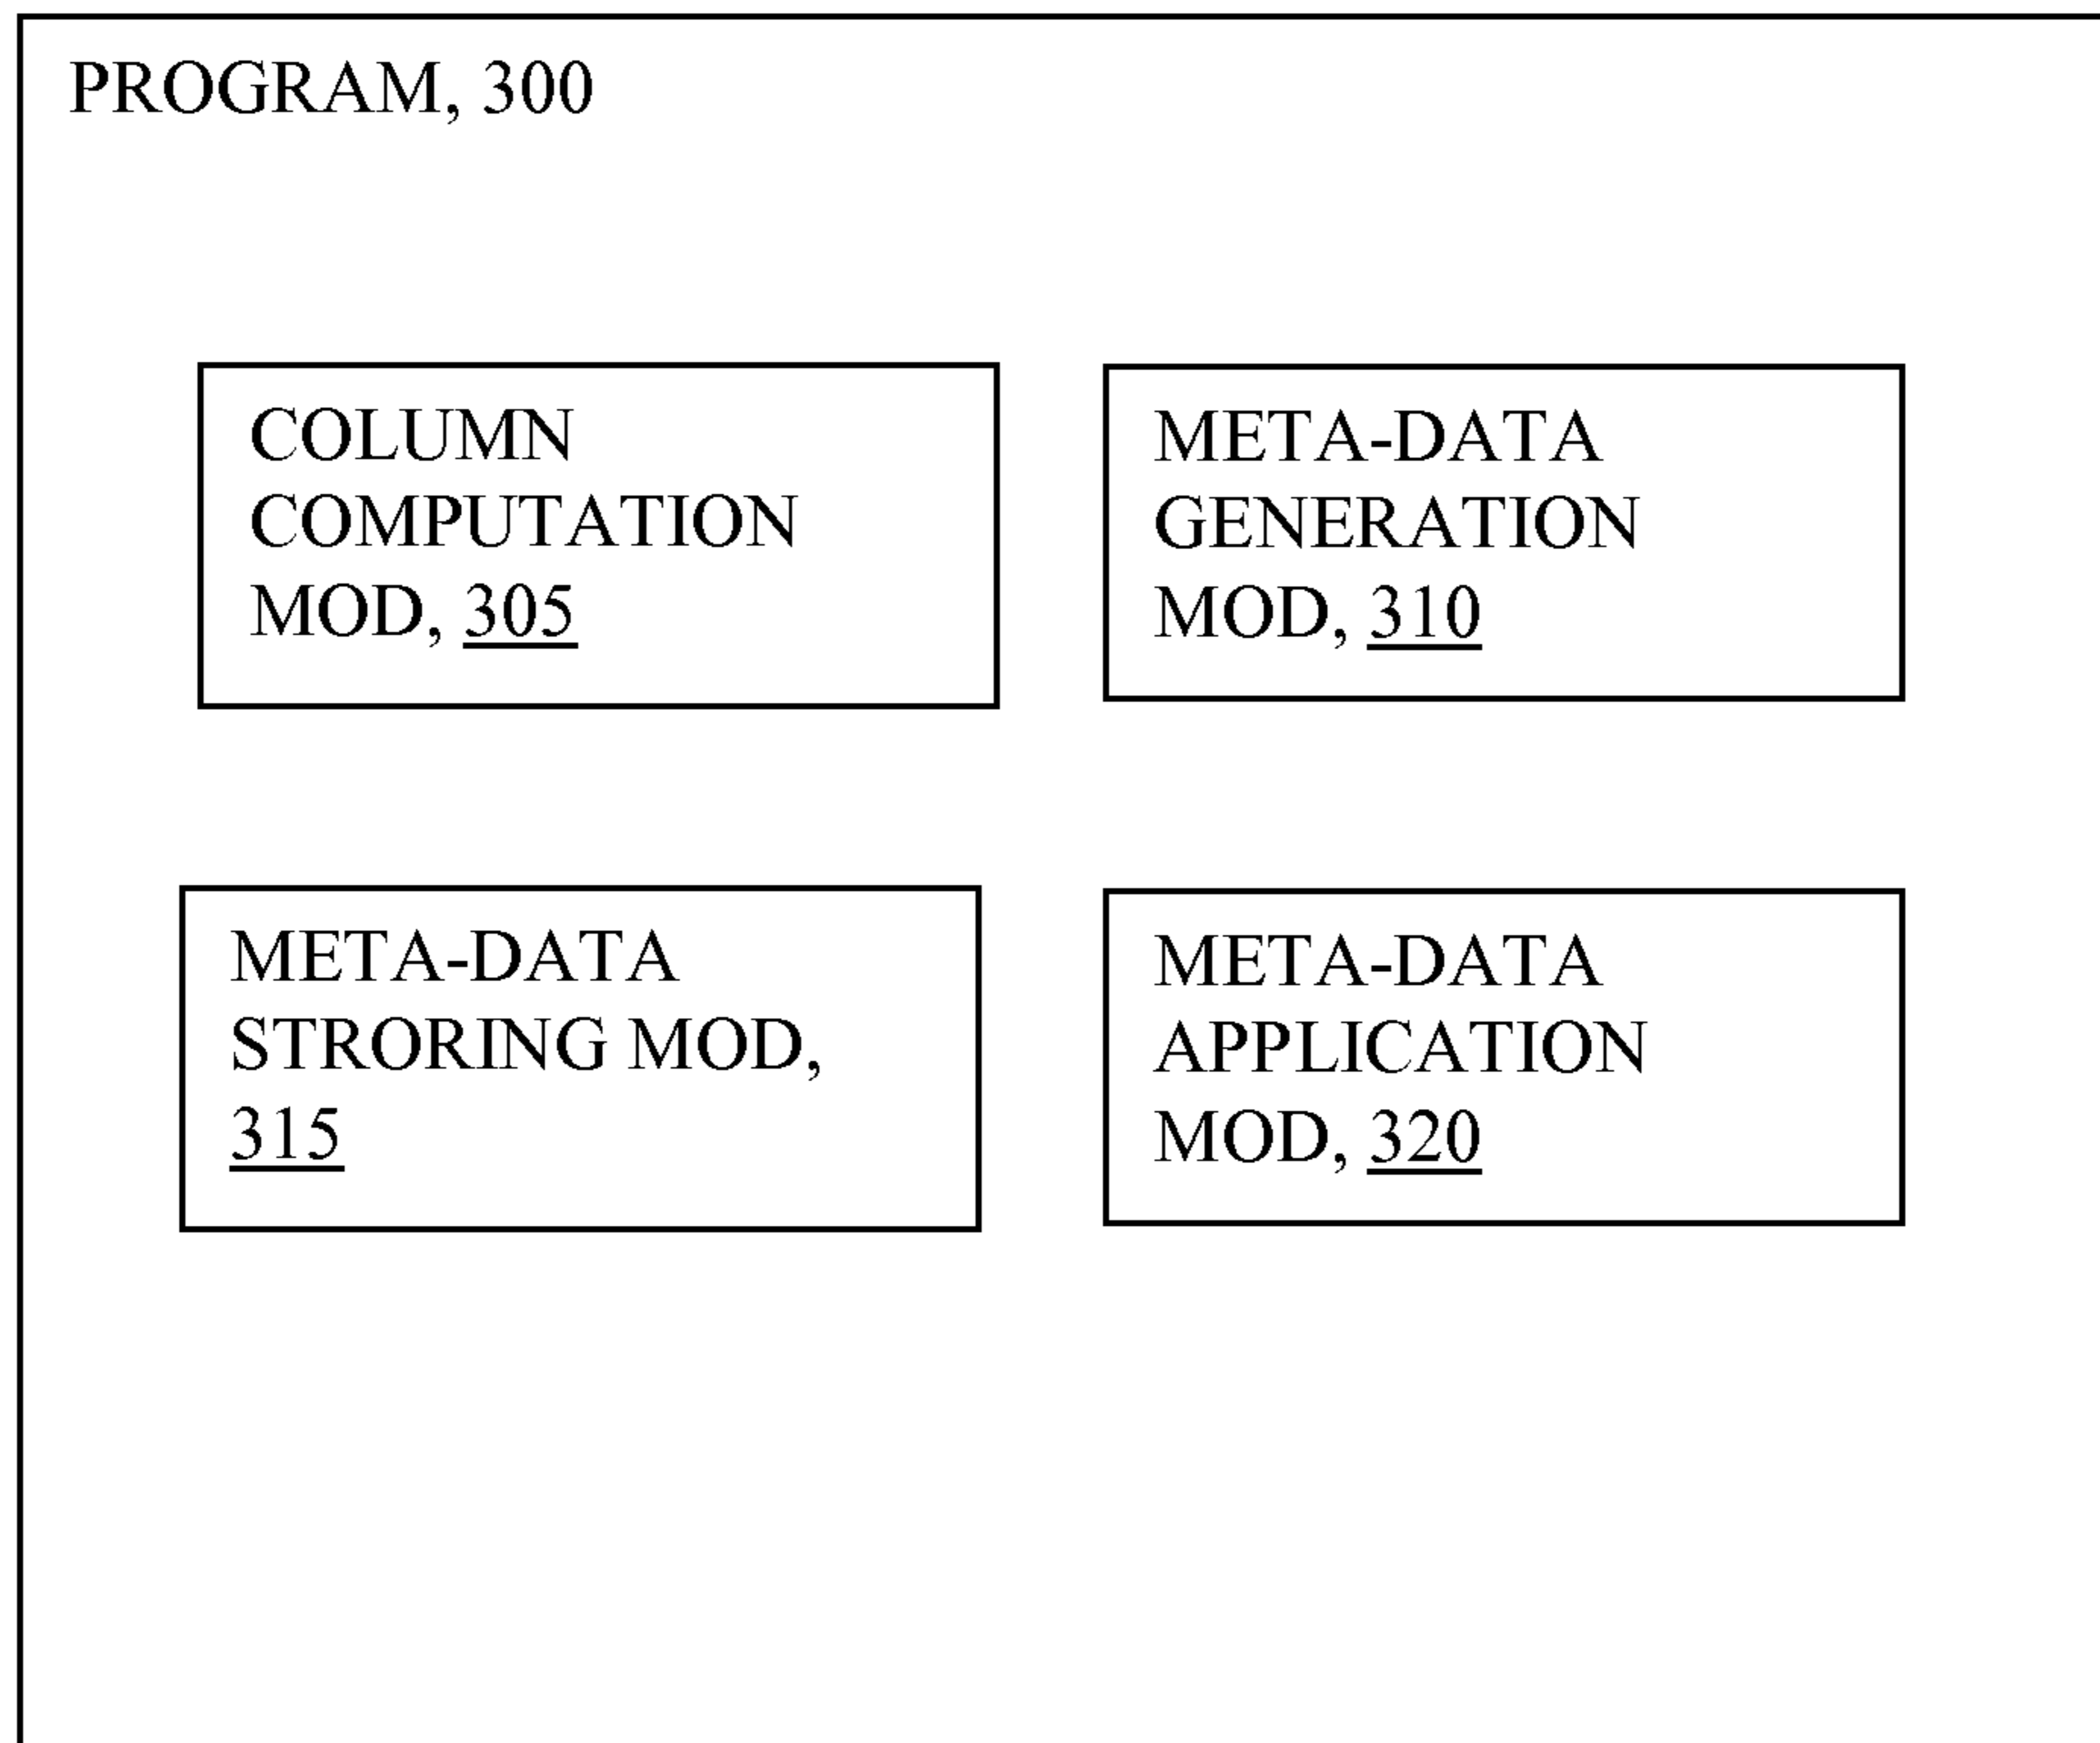 PROGRAM, 300
COLUMN
COMPUTATION
MOD, 305
META-DATA
GENERATION
MOD, 310
META-DATA
STRORING MOD,
315
META-DATA
APPLICATION
MOD, 320